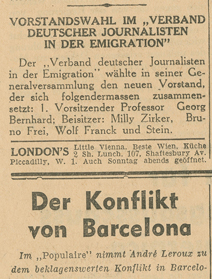 VORSTANDSWAHL IM „VERBAND
DEUTSCHER JOURNALISTEN
IN DER EMIGRATION"
Der „Verband deutscher Journalisten
in der Emigration" wählte in seiner Ge-
neralversammlung den neuen Vorstand,
der sich folgendermassen zusammen-
setzt: 1. Vorsitzender Professor Georg
Bernhard; Beisitzer: Milly Zirker, Bru-
no Frei, Wolf Franck und Stein.
LONDON'S Little Vienna. Beste Wien. Küche
2 Sh. Lunch. 107, Shaftesbury Av.
Piccadilly, W. 1. Auch Sonntag abends geöffnet.
Der Konflikt
von Barcelona
Im „Populaire" nimmt André Leroux zu
dem beklagenswerten Konflikt in Barcelo-